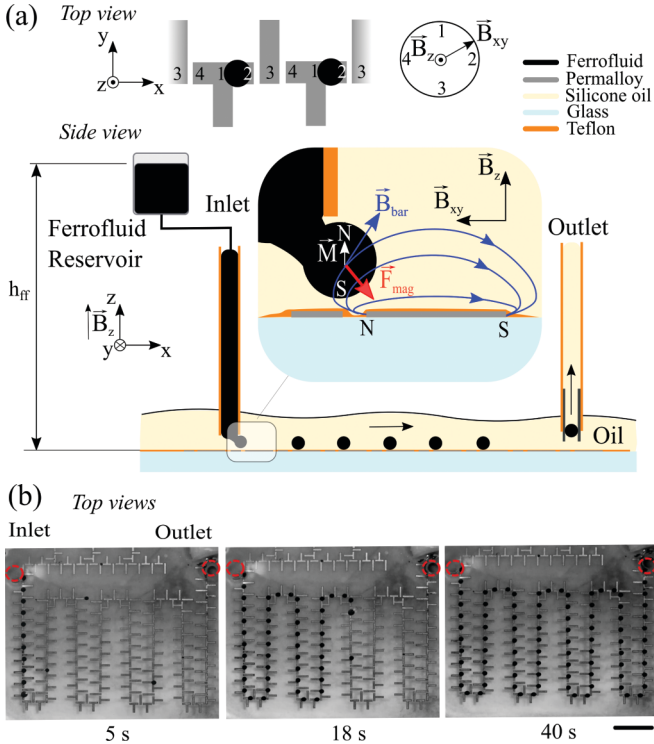 (a)
Top view
y
z
x
3 4 1 2 3 4 1 2 3
1
2
3
4
B⃗z
B⃗xy
Ferrofluid
Permalloy
Silicone oil
Glass
Teflon
Side view
Inlet
Ferrofluid
Reservoir
hff
B⃗z
z
y
x
N
M⃗
S
B⃗bar
F⃗mag
B⃗xy
B⃗z
N
S
Outlet
Oil
(b)
Top views
Inlet
Outlet
5 s
18 s
40 s